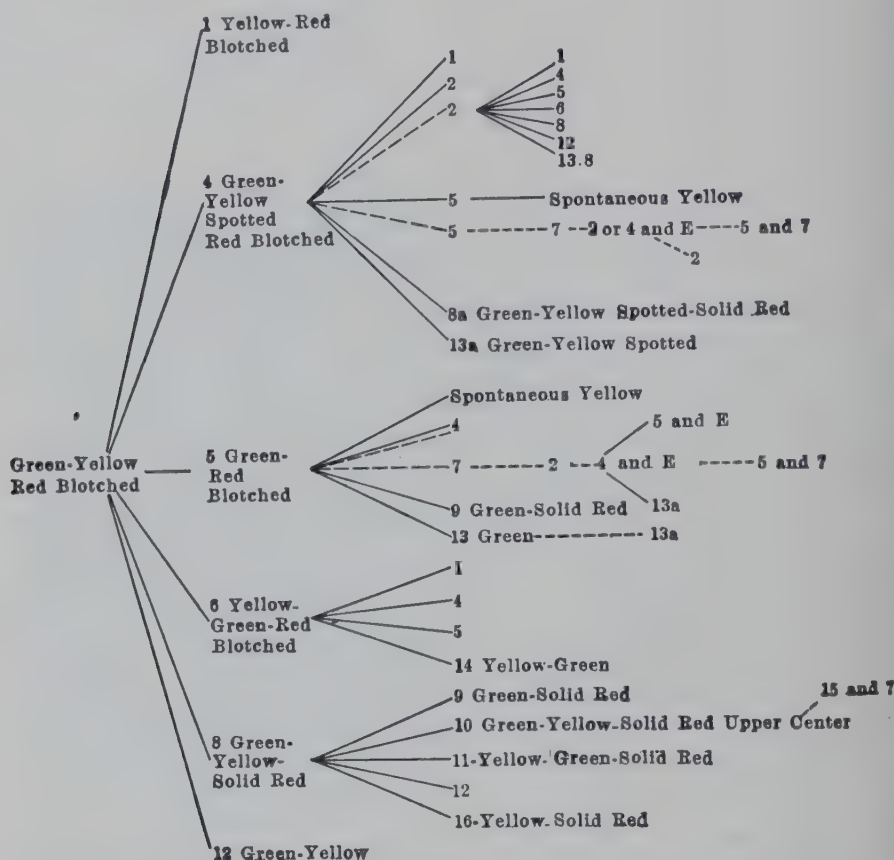 1 Yellow-Red
Blotched
1
2
2
1
4
5
6
8
12
13.8
4 Green-
Yellow
Spotted
Red Blotched
5
Spontaneous Yellow
5
7
2 or 4 and E
5 and 7
2
8a Green-Yellow Spotted-Solid Red
13a Green-Yellow Spotted
Green-Yellow
Red Blotched
5 Green-
Red
Blotched
Spontaneous Yellow
4
5 and E
7
2
4 and E
5 and 7
9 Green-Solid Red
13a
13 Green
13a
6 Yellow-
Green-Red
Blotched
1
4
5
14 Yellow-Green
8 Green-
Yellow-
Solid Red
9 Green-Solid Red
15 and 7
10 Green-Yellow-Solid Red Upper Center
11-Yellow-Green-Solid Red
12
16-Yellow-Solid Red
12 Green-Yellow